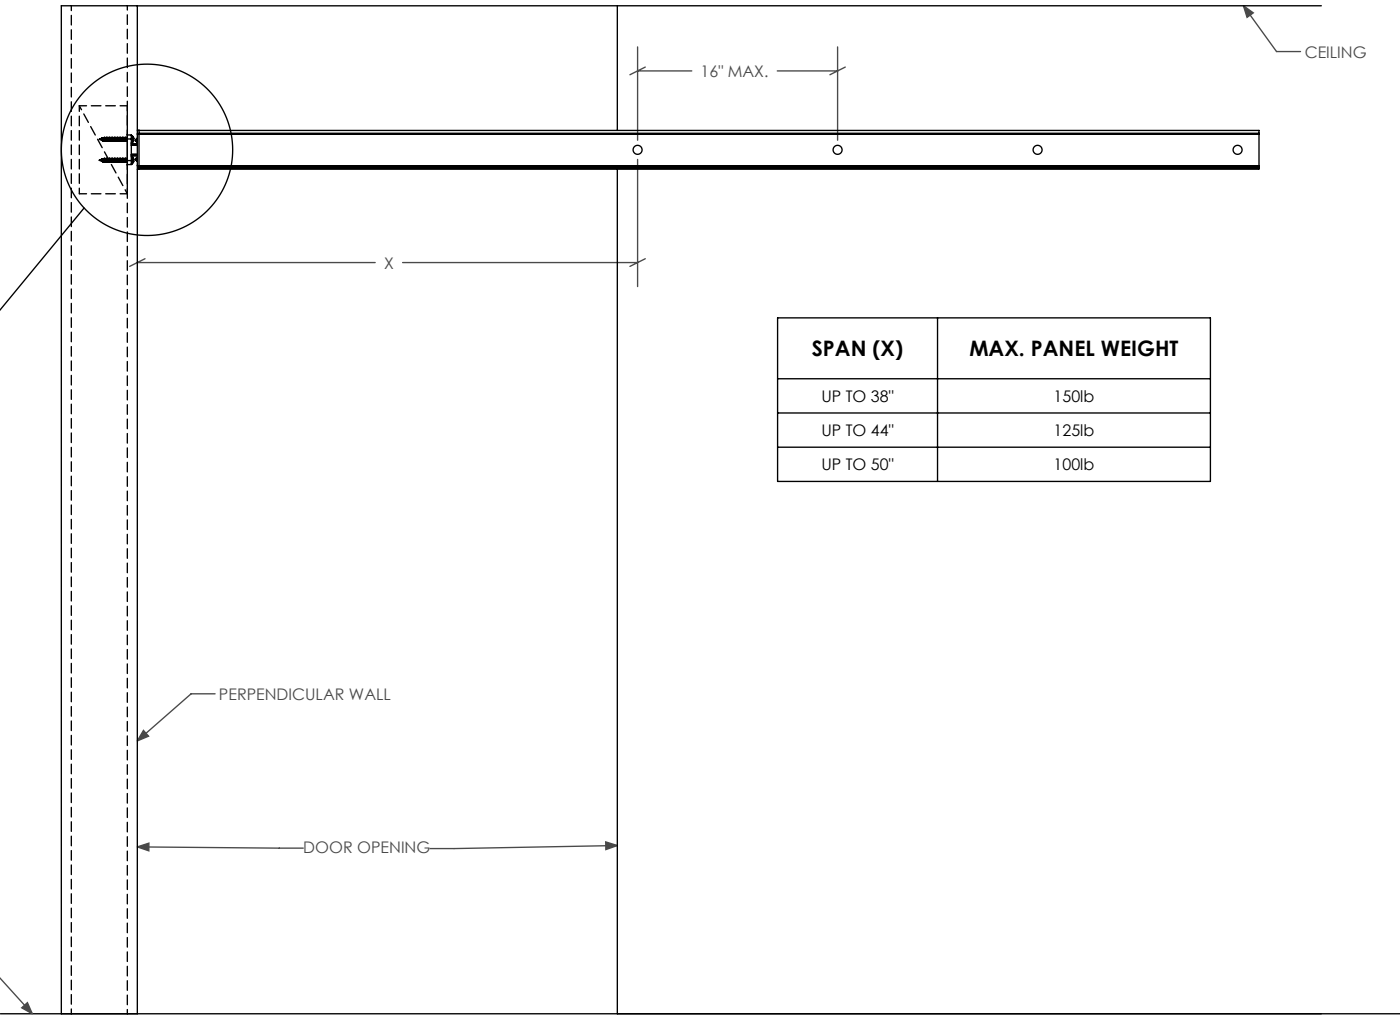 CEILING
16" MAX.
X
SPAN (X) MAX. PANEL WEIGHT
UP TO 38" 150lb
UP TO 44" 125lb
UP TO 50" 100lb
PERPENDICULAR WALL
DOOR OPENING